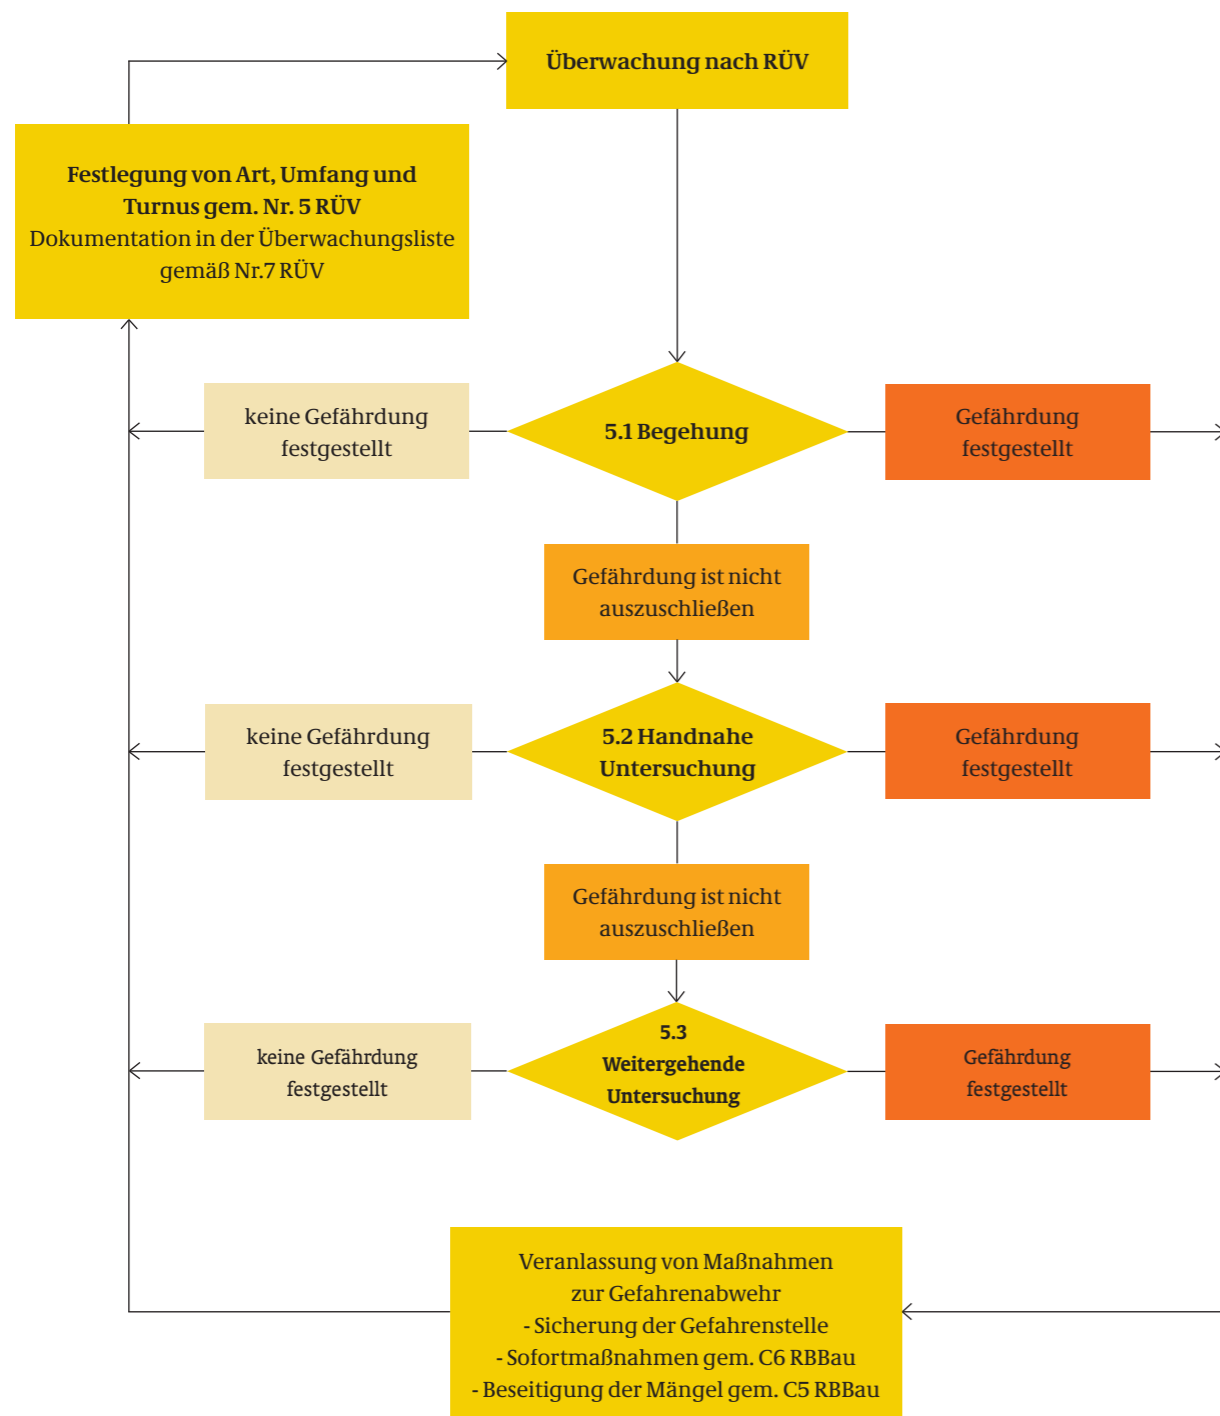 Überwachung nach RÜV
Festlegung von Art, Umfang und
Turnus gem. Nr. 5 RÜV
Dokumentation in der Überwachungsliste
gemäß Nr.7 RÜV
keine Gefährdung
festgestellt
5.1 Begehung
Gefährdung
festgestellt
Gefährdung ist nicht
auszuschließen
keine Gefährdung
festgestellt
5.2 Handnahe
Untersuchung
Gefährdung
festgestellt
Gefährdung ist nicht
auszuschließen
keine Gefährdung
festgestellt
5.3
Weitergehende
Untersuchung
Gefährdung
festgestellt
Veranlassung von Maßnahmen
zur Gefahrenabwehr
- Sicherung der Gefahrenstelle
- Sofortmaßnahmen gem. C6 RBBau
- Beseitigung der Mängel gem. C5 RBBau